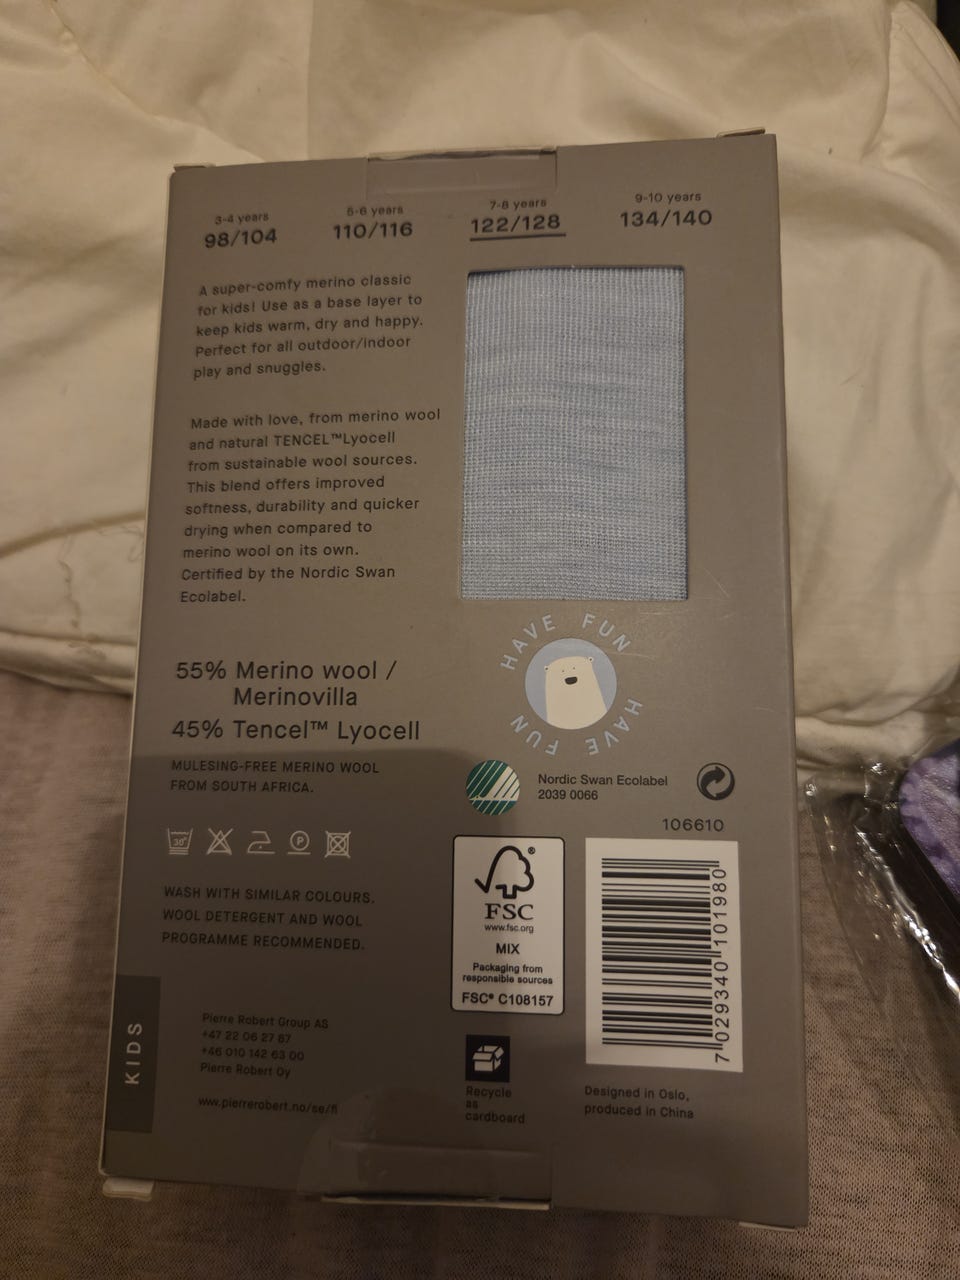 3-4 years
98/104
5-6 years
110/116
7-8 years
122/128
9-10 years
134/140
A super-comfy merino classic
for kids! Use as a base layer to
keep kids warm, dry and happy.
Perfect for all outdoor/indoor
play and snuggles.
Made with love, from merino wool
and natural TENCEL™Lyocell
from sustainable wool sources.
This blend offers improved
softness, durability and quicker
drying when compared to
merino wool on its own.
Certified by the Nordic Swan
Ecolabel.
HAVE FUN
HAVE FUN
55% Merino wool /
Merinovilla
45% Tencel™ Lyocell
MULESING-FREE MERINO WOOL
FROM SOUTH AFRICA.
Nordic Swan Ecolabel
2039 0066
106610
30°
P
WASH WITH SIMILAR COLOURS.
WOOL DETERGENT AND WOOL
PROGRAMME RECOMMENDED.
FSC
www.fsc.org
MIX
Packaging from
responsible sources
FSC® C108157
7 029340 101980
KIDS
Pierre Robert Group AS
+47 22 06 27 87
+46 010 142 63 00
Pierre Robert Oy
www.pierrerobert.no/se/fi
Recycle
as
cardboard
Designed in Oslo,
produced in China